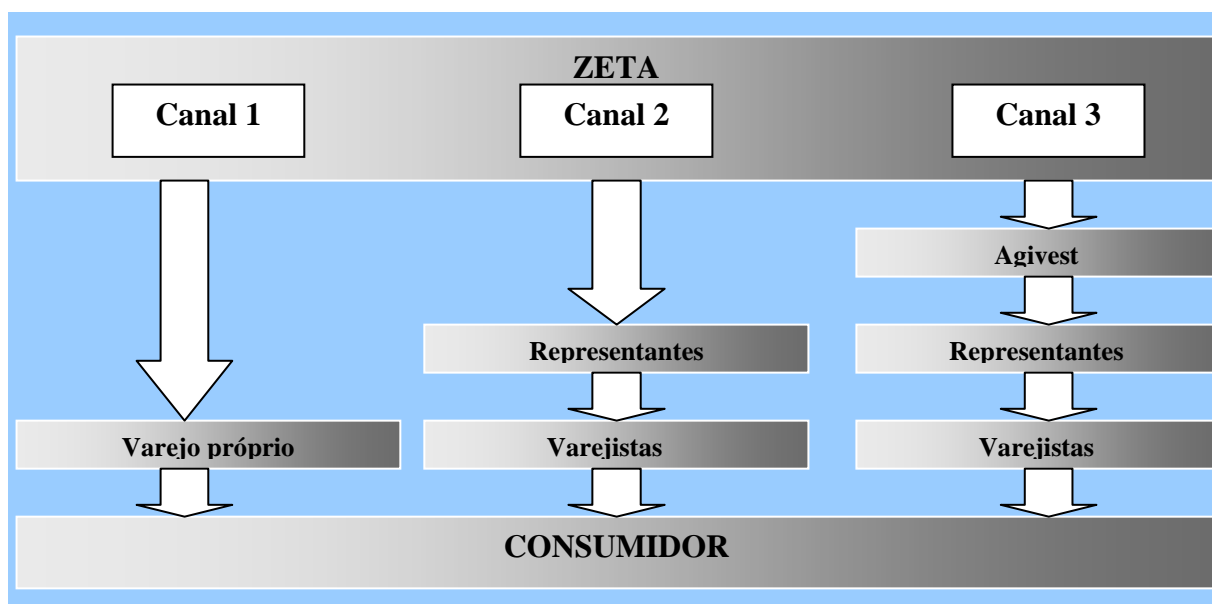 ZETA
Canal 1
Canal 2
Canal 3
Agivest
Representantes
Representantes
Varejo próprio
Varejistas
Varejistas
CONSUMIDOR